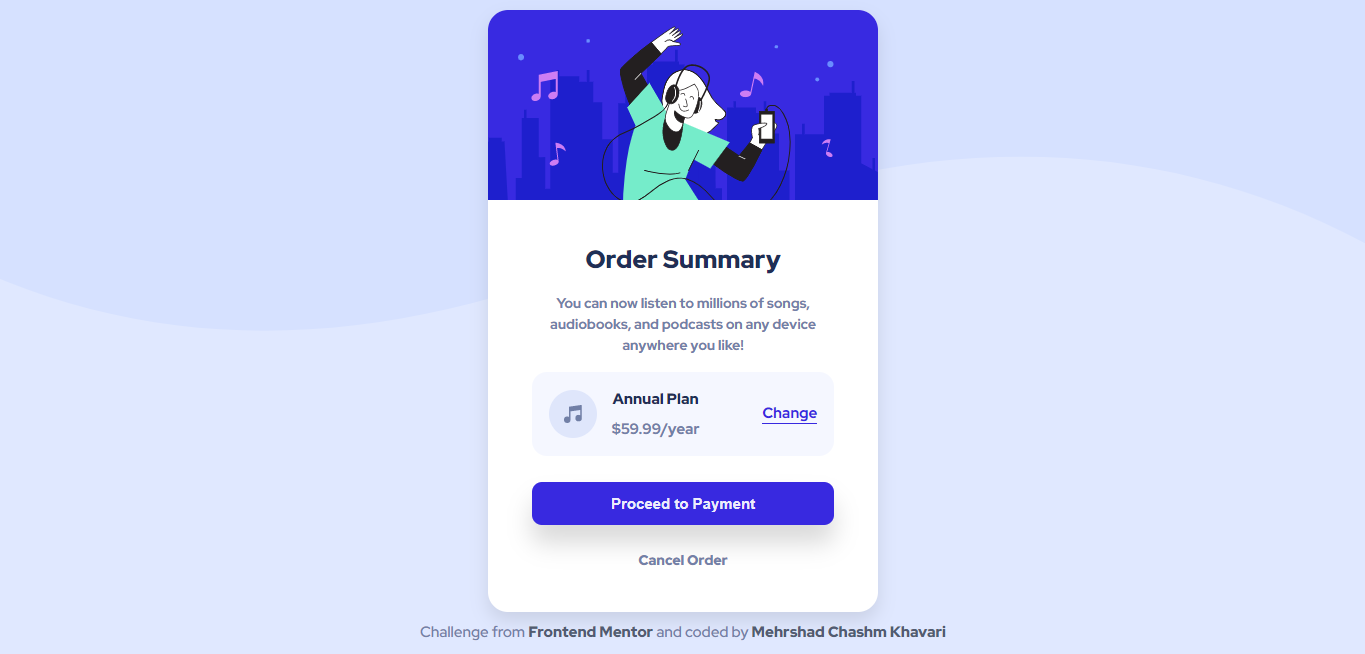 Order Summary
You can now listen to millions of songs,
audiobooks, and podcasts on any device
anywhere you like!
Annual Plan
$59.99/year
Change
Proceed to Payment
Cancel Order
Challenge from Frontend Mentor and coded by Mehrshad Chashm Khavari